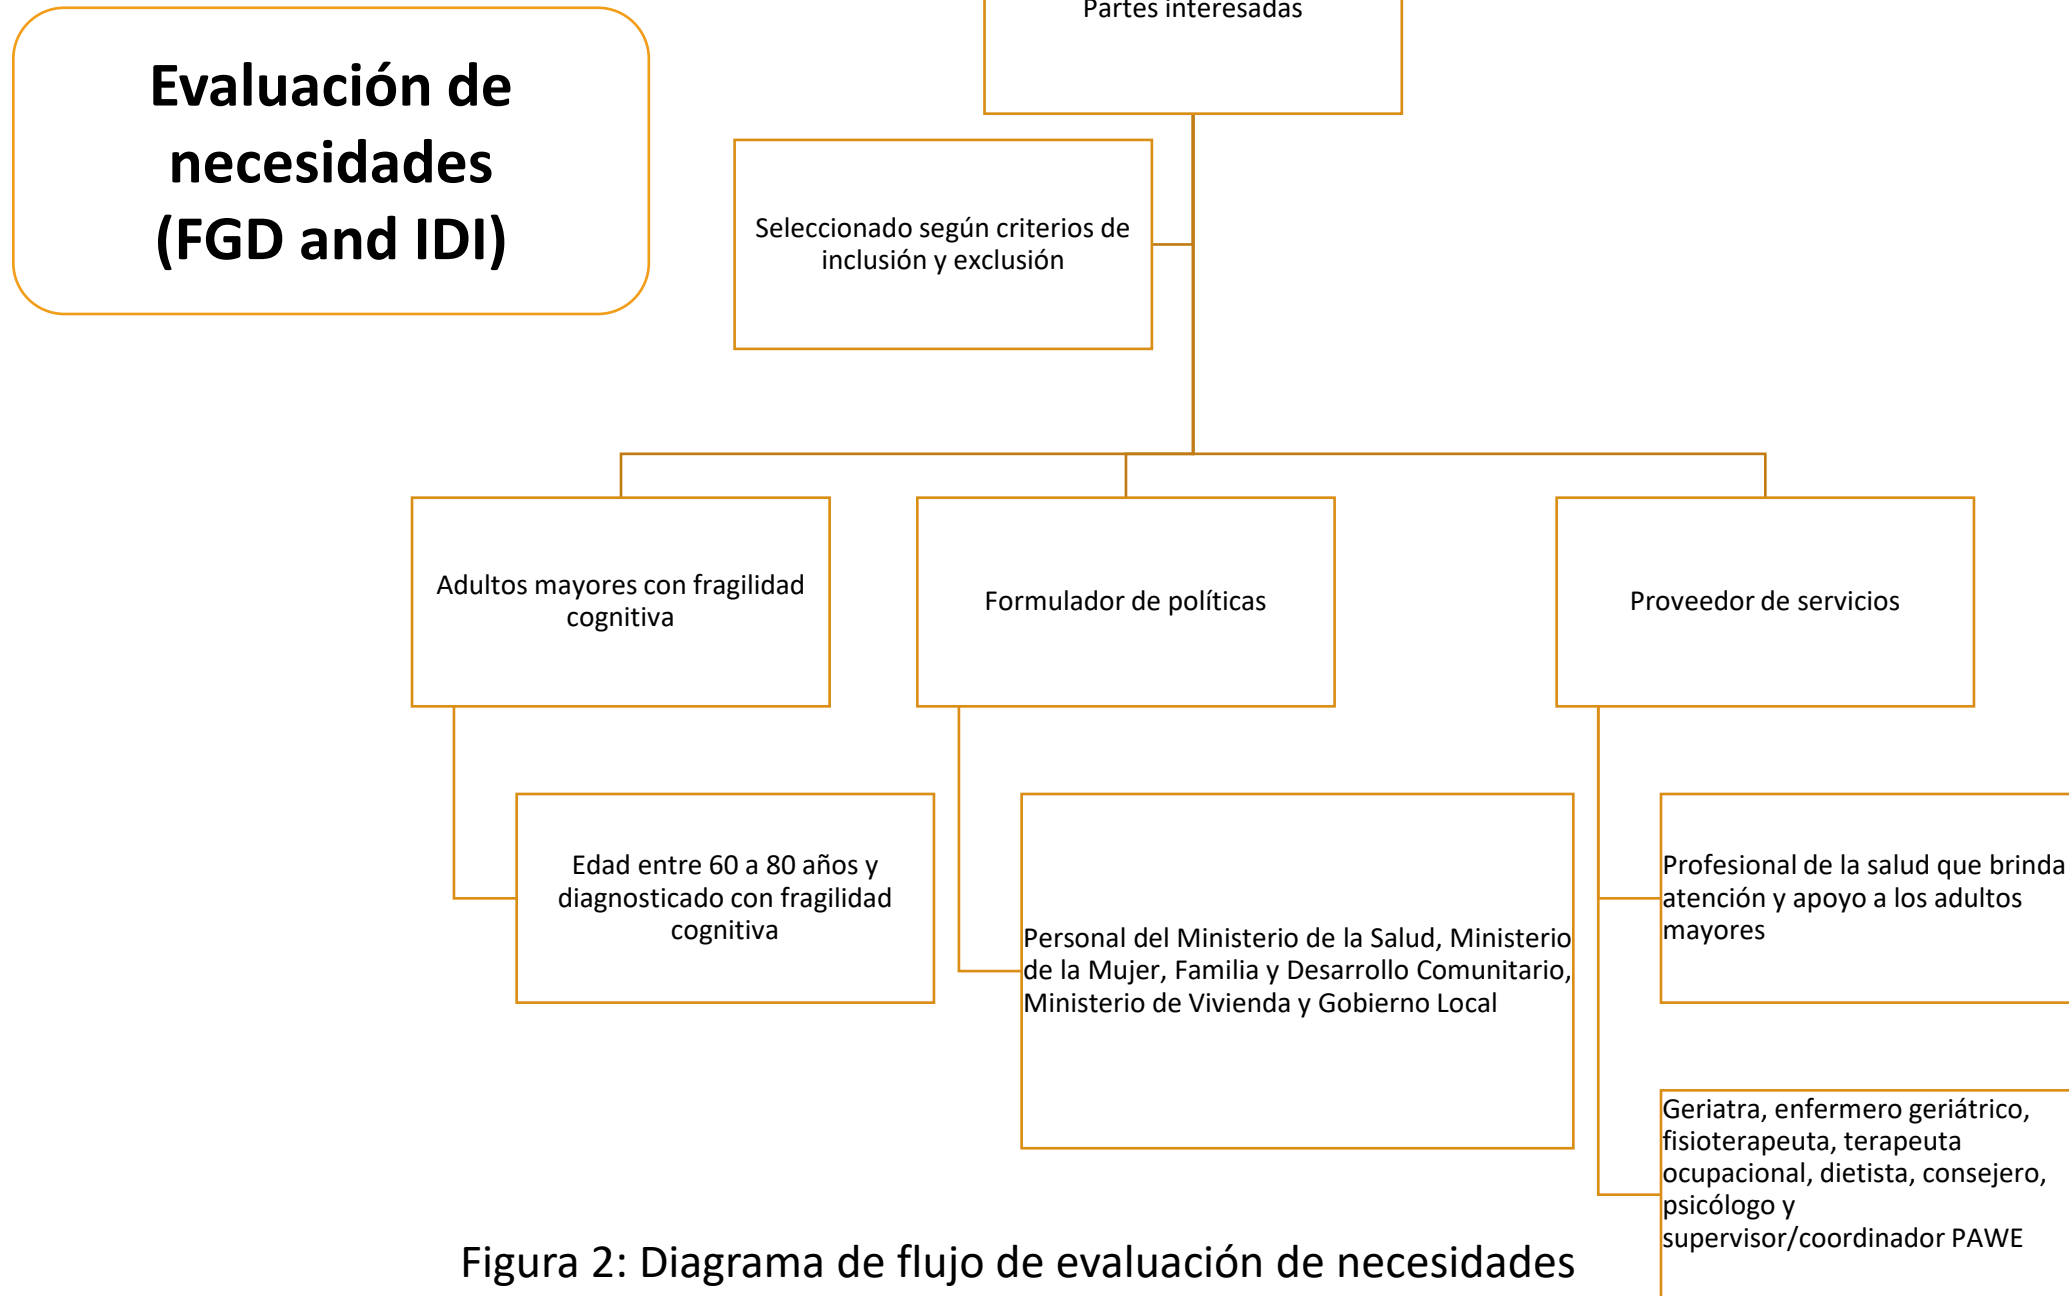 Partes interesadas
Evaluación de
necesidades
(FGD and IDI)
Seleccionado según criterios de
inclusión y exclusión
Adultos mayores con fragilidad
cognitiva
Formulador de políticas
Proveedor de servicios
Edad entre 60 a 80 años y
diagnosticado con fragilidad
cognitiva
Personal del Ministerio de la Salud, Ministerio
de la Mujer, Familia y Desarrollo Comunitario,
Ministerio de Vivienda y Gobierno Local
Profesional de la salud que brinda
atención y apoyo a los adultos
mayores
Geriatra, enfermero geriátrico,
fisioterapeuta, terapeuta
ocupacional, dietista, consejero,
psicólogo y
supervisor/coordinador PAWE
Figura 2: Diagrama de flujo de evaluación de necesidades